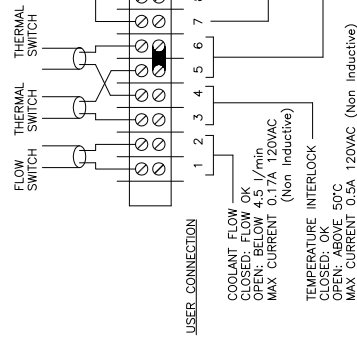 THERMAL
SWITCH
THERMAL
SWITCH
FLOW
SWITCH
7
6
5
4
3
2
1
USER CONNECTION
COOLANT FLOW
CLOSED: FLOW OK
OPEN: BELOW 4.5 l/min
MAX CURRENT 0.17A 120VAC
(Non Inductive)
TEMPERATURE INTERLOCK
CLOSED: OK
OPEN: ABOVE 50°C
MAX CURRENT 0.5A 120VAC (Non Inductive)